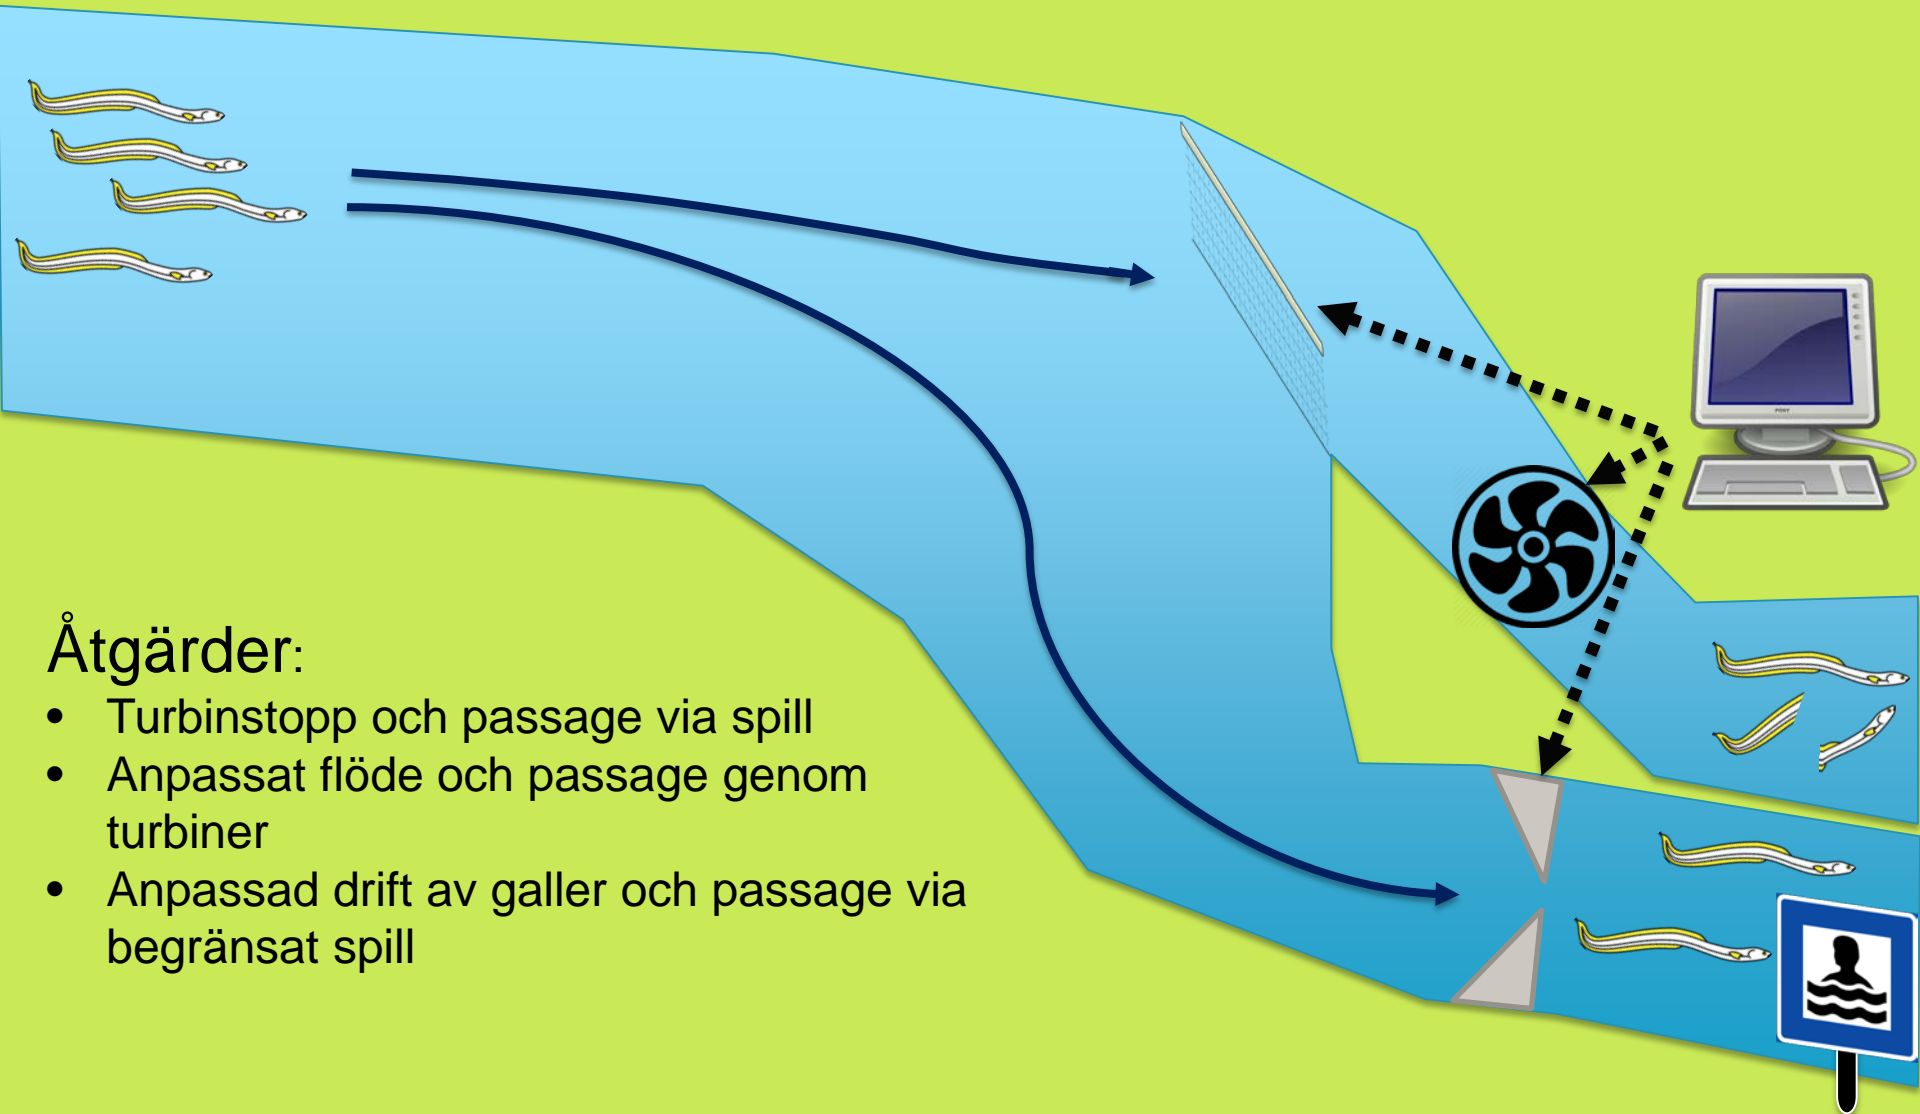 PONY
Åtgärder:
• Turbinstopp och passage via spill
• Anpassat flöde och passage genom
turbiner
• Anpassad drift av galler och passage via
begränsat spill